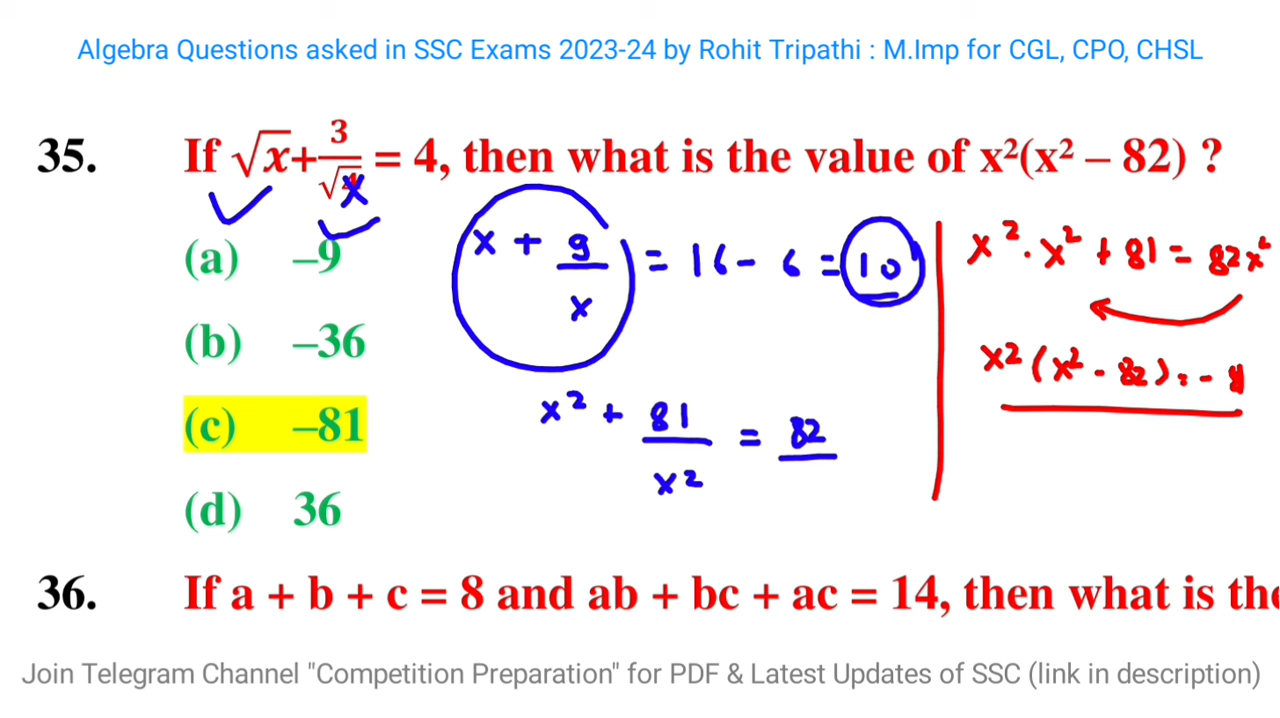 Algebra Questions asked in SSC Exams 2023-24 by Rohit Tripathi : M.Imp for CGL, CPO, CHSL
35. If √x+3/√x = 4, then what is the value of x²(x² – 82) ?
(a) –9
x + 9/x = 16 - 6 = 10
x² · x² + 81 = 82x²
(b) –36
x² (x² - 82) = - 81
(c) –81
x² + 81/x² = 82
(d) 36
36. If a + b + c = 8 and ab + bc + ac = 14, then what is the
Join Telegram Channel "Competition Preparation" for PDF & Latest Updates of SSC (link in description)